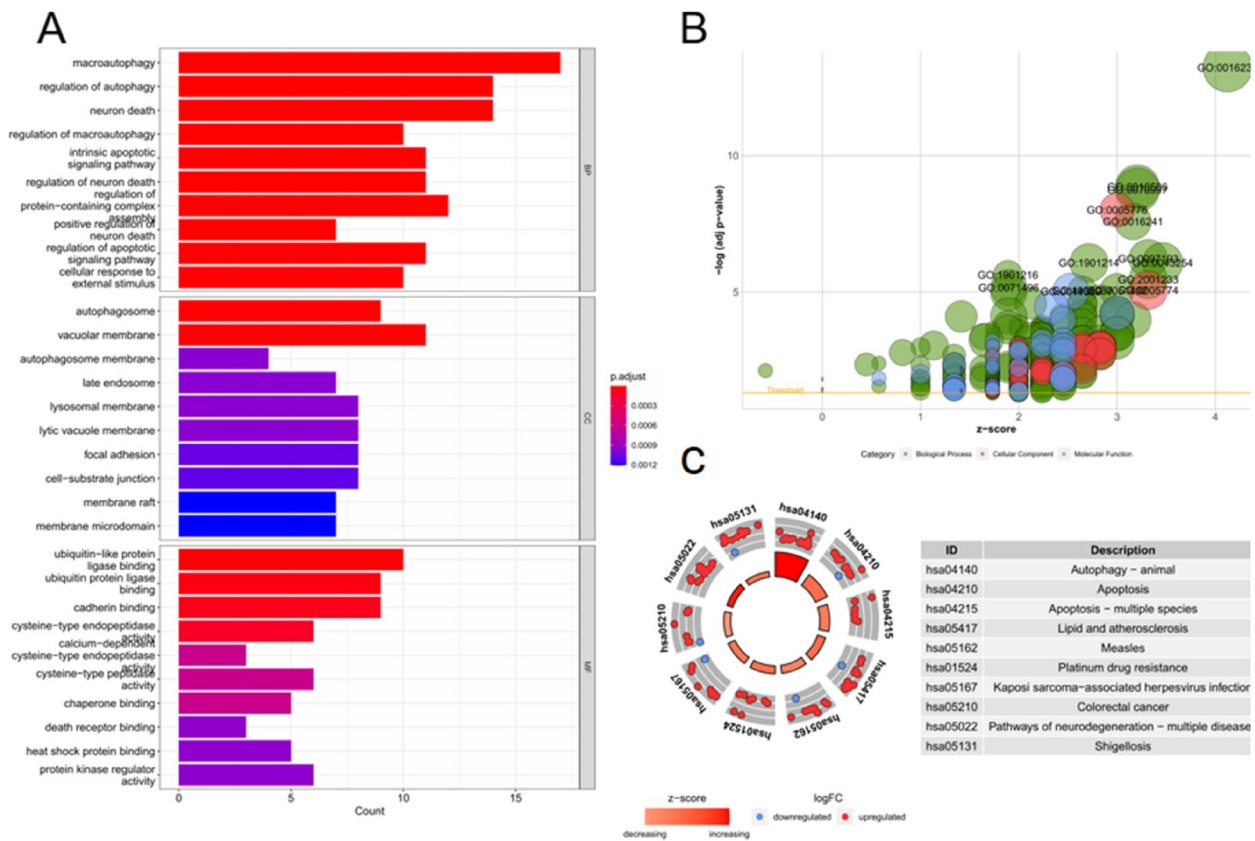 A
macroautophagy
regulation of autophagy
neuron death
regulation of macroautophagy
intrinsic apoptotic
signaling pathway
regulation of neuron death
regulation of
protein-containing complex
assembly
positive regulation of
neuron death
regulation of apoptotic
signaling pathway
cellular response to
external stimulus
BP
autophagosome
vacuolar membrane
autophagosome membrane
late endosome
lysosomal membrane
lytic vacuole membrane
focal adhesion
cell-substrate junction
membrane raft
membrane microdomain
CC
ubiquitin-like protein
ligase binding
ubiquitin protein ligase
binding
cadherin binding
cysteine-type endopeptidase
activity
calcium-dependent
cysteine-type endopeptidase
activity
cysteine-type peptidase
activity
chaperone binding
death receptor binding
heat shock protein binding
protein kinase regulator
activity
MF
0 5 10 15
Count
p.adjust
0.0003
0.0006
0.0009
0.0012
B
GO:001623
10
-log (adj p-value)
GO:0005776
GO:0016241
GO:1901214
GO:1901216
GO:0071496
GO:2001233
5
Threshold
0 1 2 3 4
z-score
Category Biological Process Cellular Component Molecular Function
C
hsa04140
hsa04210
hsa04215
hsa05417
hsa05162
hsa01524
hsa05167
hsa05210
hsa05022
hsa05131
z-score
decreasing increasing
logFC
downregulated upregulated
ID Description
hsa04140 Autophagy − animal
hsa04210 Apoptosis
hsa04215 Apoptosis − multiple species
hsa05417 Lipid and atherosclerosis
hsa05162 Measles
hsa01524 Platinum drug resistance
hsa05167 Kaposi sarcoma−associated herpesvirus infection
hsa05210 Colorectal cancer
hsa05022 Pathways of neurodegeneration − multiple disease
hsa05131 Shigellosis